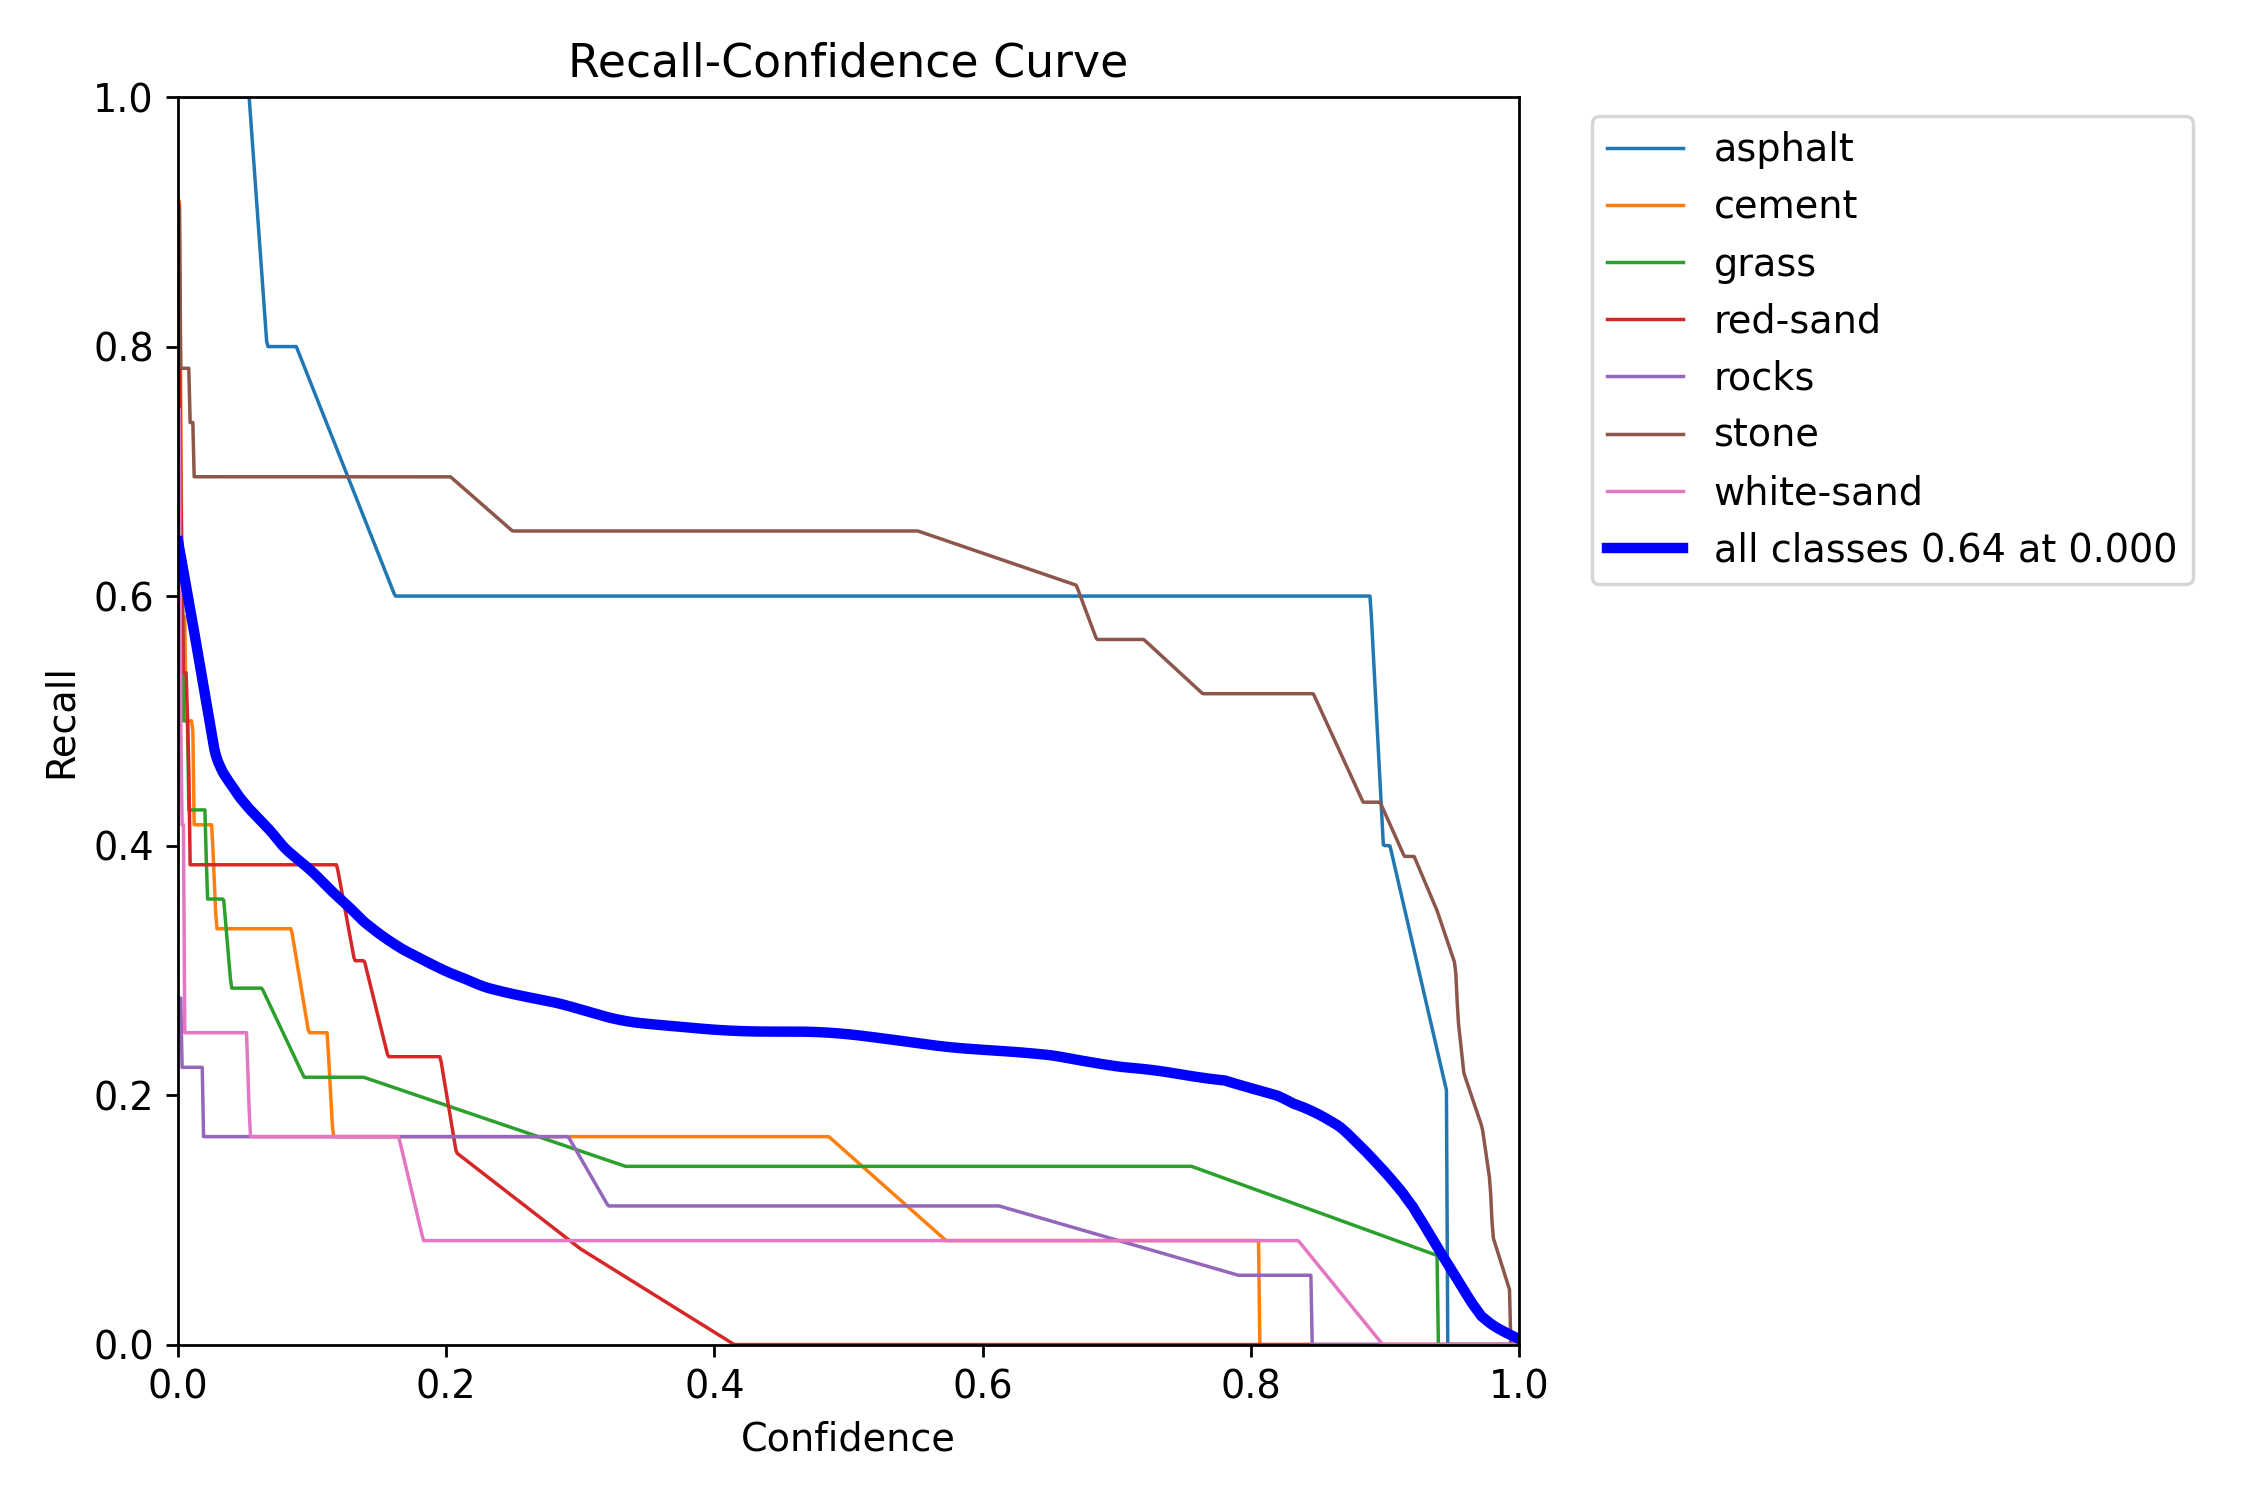 Recall-Confidence Curve
1.0
0.8
0.6
0.4
0.2
0.0
Recall
0.0 0.2 0.4 0.6 0.8 1.0
Confidence
asphalt
cement
grass
red-sand
rocks
stone
white-sand
all classes 0.64 at 0.000